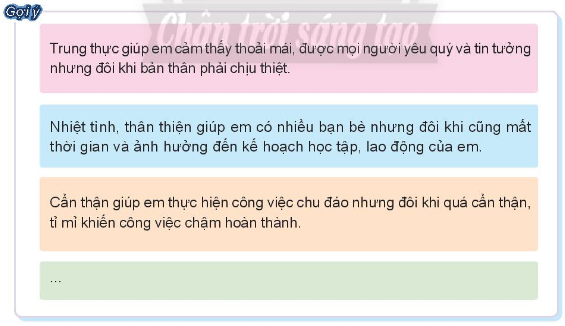 Gợi ý
Chân trời sáng tạo
Trung thực giúp em cảm thấy thoải mái, được mọi người yêu quý và tin tưởng
nhưng đôi khi bản thân phải chịu thiệt.
Nhiệt tình, thân thiện giúp em có nhiều bạn bè nhưng đôi khi cũng mất
thời gian và ảnh hưởng đến kế hoạch học tập, lao động của em.
Cẩn thận giúp em thực hiện công việc chu đáo nhưng đôi khi quá cẩn thận,
tỉ mỉ khiến công việc chậm hoàn thành.
...